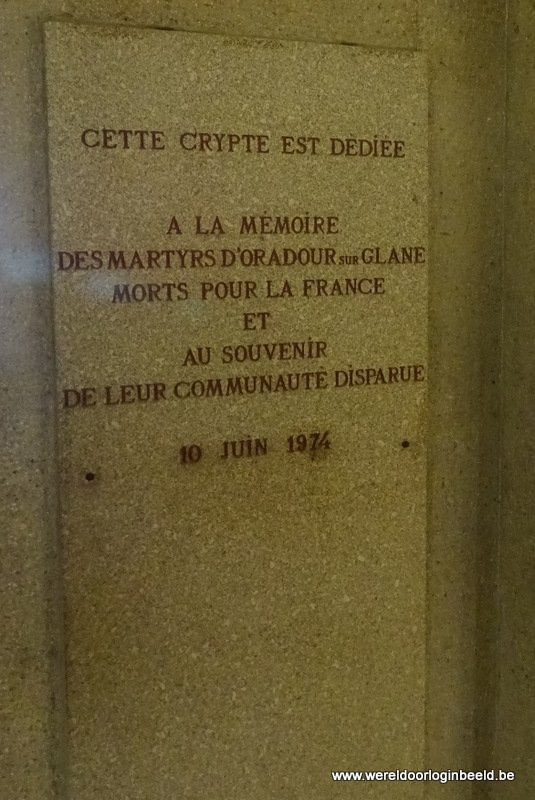 CETTE CRYPTE EST DÉDIÉE
A LA MÉMOIRE
DES MARTYRS D'ORADOUR SUR GLANE
MORTS POUR LA FRANCE
ET
AU SOUVENIR
DE LEUR COMMUNAUTÉ DISPARUE
10 JUIN 1974
www.wereldoorloginbeeld.be